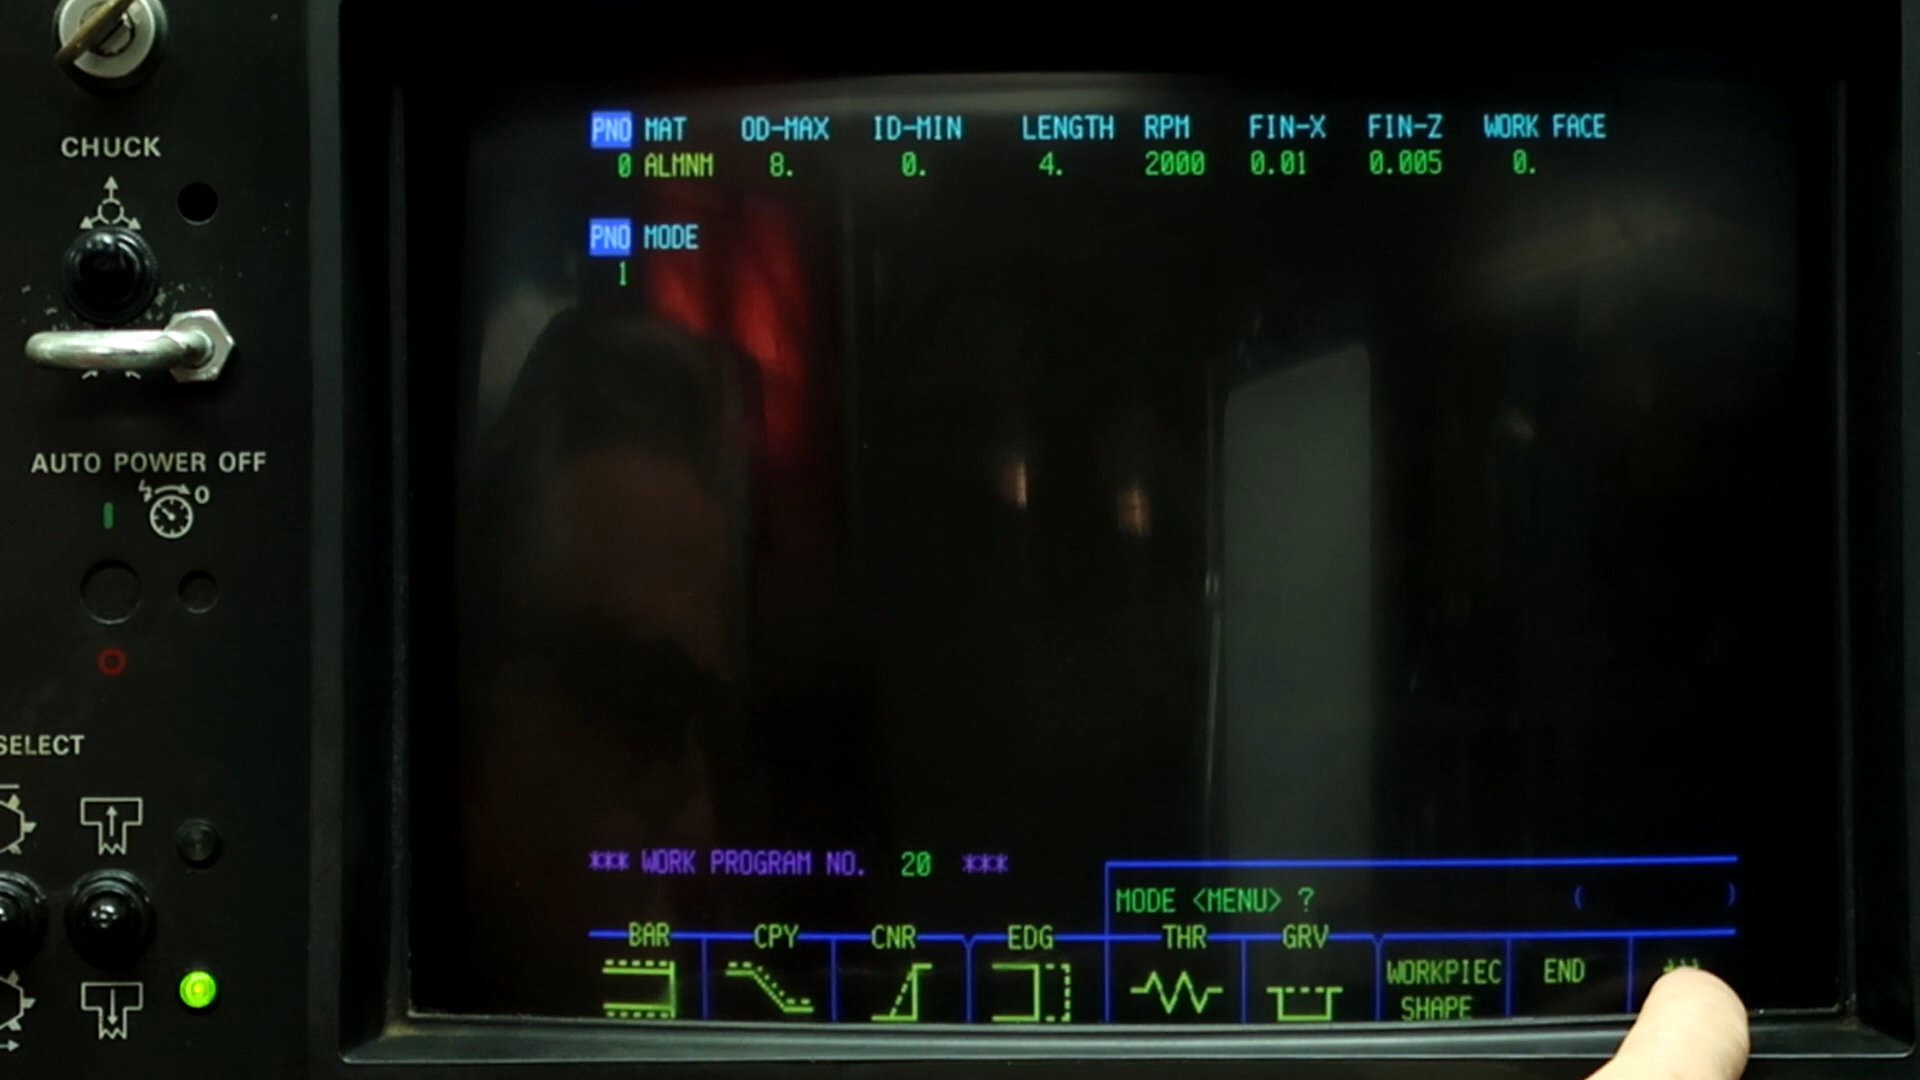 CHUCK
AUTO POWER OFF
SELECT
PNO MAT OD-MAX ID-MIN LENGTH RPM FIN-X FIN-Z WORK FACE
0 ALMNM 8. 0. 4. 2000 0.01 0.005 0.
PNO MODE
1
*** WORK PROGRAM NO. 20 ***
MODE <MENU> ? ( )
BAR CPY CNR EDG THR GRV
WORKPIEC SHAPE
END